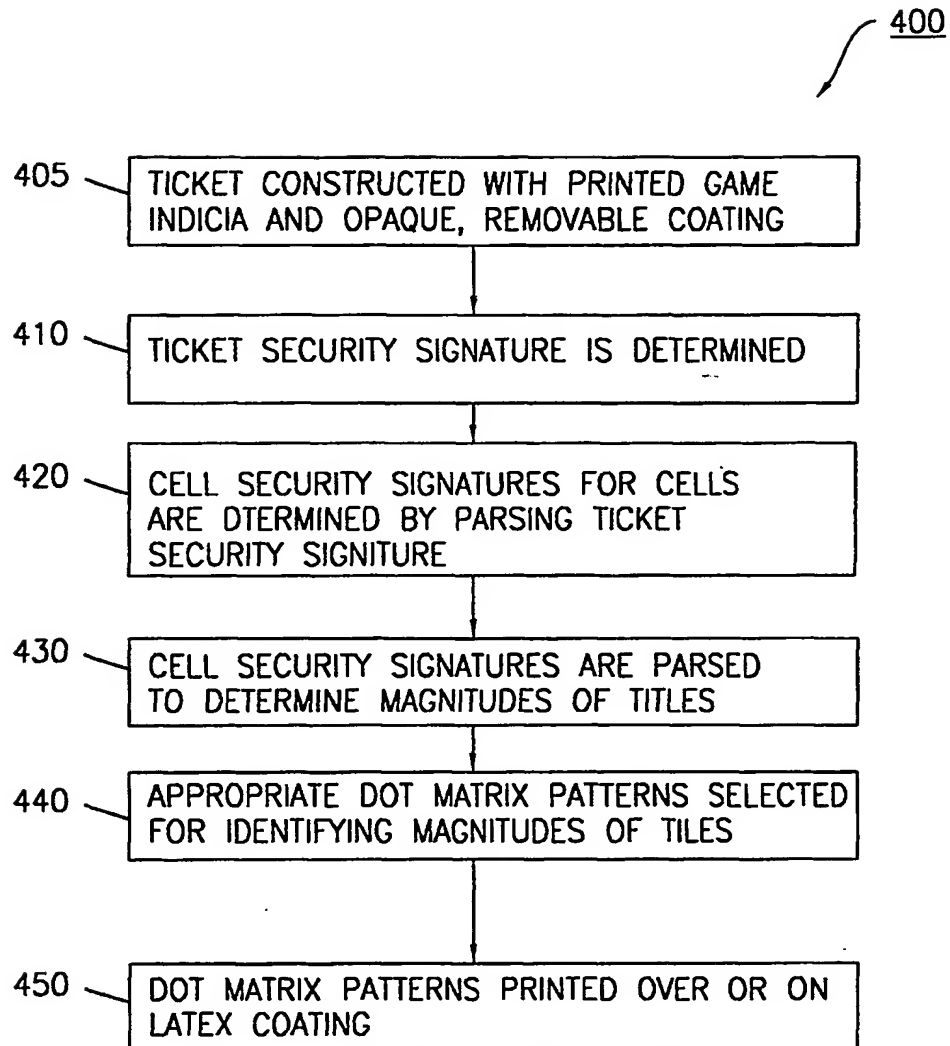 400
405
TICKET CONSTRUCTED WITH PRINTED GAME
INDICIA AND OPAQUE, REMOVABLE COATING
410
TICKET SECURITY SIGNATURE IS DETERMINED
420
CELL SECURITY SIGNATURES FOR CELLS
ARE DTERMINED BY PARSING TICKET
SECURITY SIGNITURE
430
CELL SECURITY SIGNATURES ARE PARSED
TO DETERMINE MAGNITUDES OF TITLES
440
APPROPRIATE DOT MATRIX PATTERNS SELECTED
FOR IDENTIFYING MAGNITUDES OF TILES
450
DOT MATRIX PATTERNS PRINTED OVER OR ON
LATEX COATING